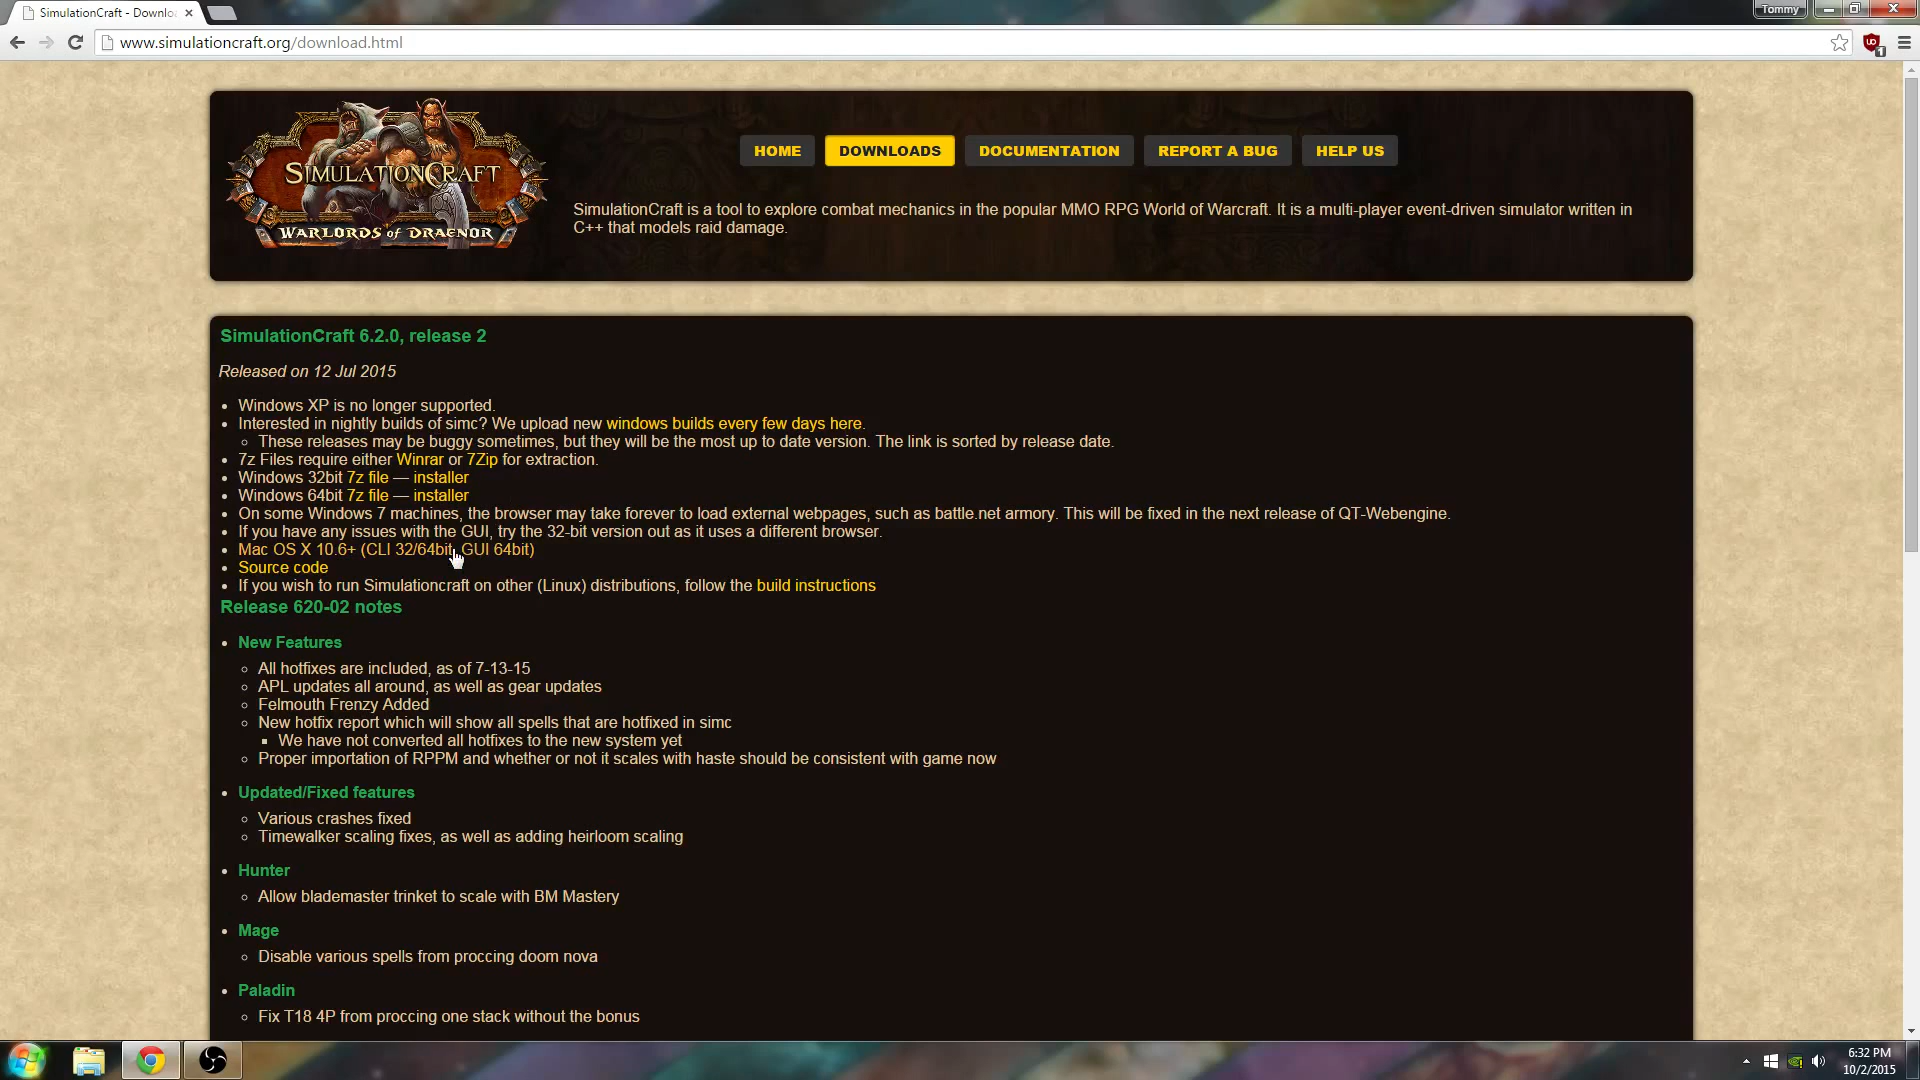 SimulationCraft - Downlo
Tommy
www.simulationcraft.org/download.html
1
SIMULATIONCRAFT
WARLORDS OF DRAENOR
HOME
DOWNLOADS
DOCUMENTATION
REPORT A BUG
HELP US
SimulationCraft is a tool to explore combat mechanics in the popular MMO RPG World of Warcraft. It is a multi-player event-driven simulator written in
C++ that models raid damage.
SimulationCraft 6.2.0, release 2
Released on 12 Jul 2015
Windows XP is no longer supported.
Interested in nightly builds of simc? We upload new windows builds every few days here.
These releases may be buggy sometimes, but they will be the most up to date version. The link is sorted by release date.
7z Files require either Winrar or 7Zip for extraction.
Windows 32bit 7z file — installer
Windows 64bit 7z file — installer
On some Windows 7 machines, the browser may take forever to load external webpages, such as battle.net armory. This will be fixed in the next release of QT-Webengine.
If you have any issues with the GUI, try the 32-bit version out as it uses a different browser.
Mac OS X 10.6+ (CLI 32/64bit, GUI 64bit)
Source code
If you wish to run Simulationcraft on other (Linux) distributions, follow the build instructions
Release 620-02 notes
New Features
All hotfixes are included, as of 7-13-15
APL updates all around, as well as gear updates
Felmouth Frenzy Added
New hotfix report which will show all spells that are hotfixed in simc
We have not converted all hotfixes to the new system yet
Proper importation of RPPM and whether or not it scales with haste should be consistent with game now
Updated/Fixed features
Various crashes fixed
Timewalker scaling fixes, as well as adding heirloom scaling
Hunter
Allow blademaster trinket to scale with BM Mastery
Mage
Disable various spells from proccing doom nova
Paladin
Fix T18 4P from proccing one stack without the bonus
6:32 PM
10/2/2015